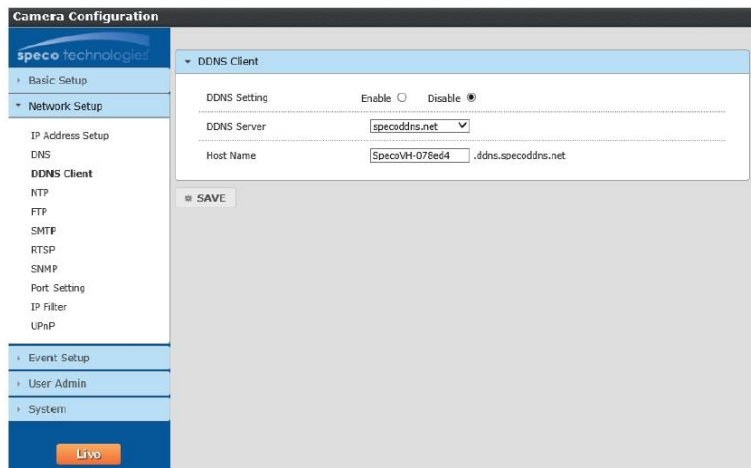 Camera Configuration
speco technologies
Basic Setup
Network Setup
IP Address Setup
DNS
DDNS Client
NTP
FTP
SMTP
RTSP
SNMP
Port Setting
IP Filter
UPnP
Event Setup
User Admin
System
Live
DDNS Client
DDNS Setting Enable Disable
DDNS Server specoddns.net
Host Name SpecoVH-078ed4 .ddns.specoddns.net
SAVE